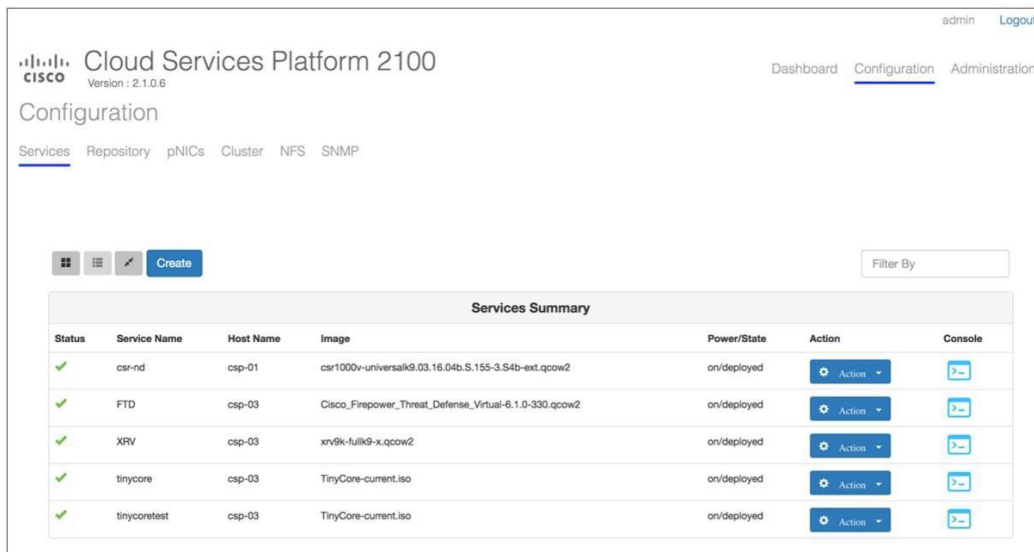 admin Logout
CISCO
Cloud Services Platform 2100
Version : 2.1.0.6
Dashboard Configuration Administration
Configuration
Services Repository pNICs Cluster NFS SNMP
Create
Filter By
Services Summary
Status Service Name Host Name Image Power/State Action Console
csr-nd csp-01 csr1000v-universalk9.03.16.04b.S.155-3.S4b-ext.qcow2 on/deployed Action
FTD csp-03 Cisco_Firepower_Threat_Defense_Virtual-6.1.0-330.qcow2 on/deployed Action
XRV csp-03 xrv9k-fullk9-x.qcow2 on/deployed Action
tinycore csp-03 TinyCore-current.iso on/deployed Action
tinycoretest csp-03 TinyCore-current.iso on/deployed Action